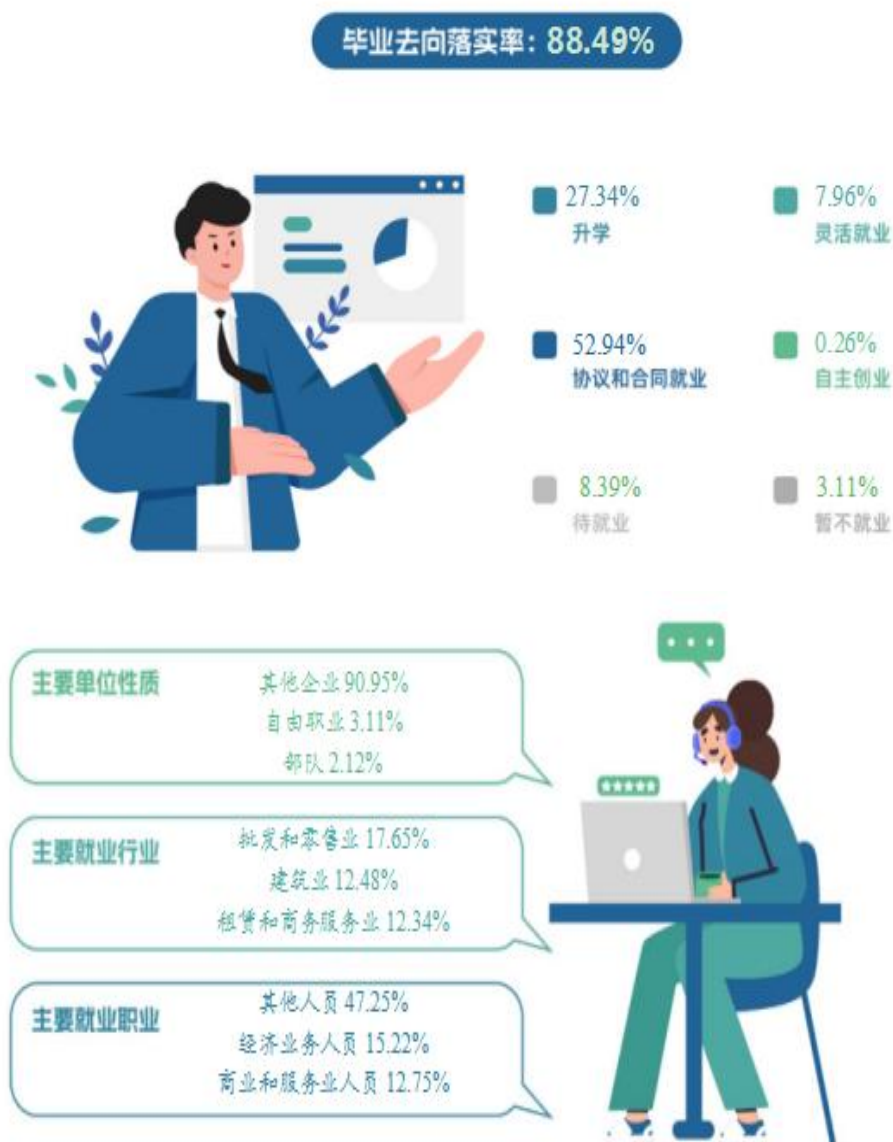 毕业去向落实率：88.49%
27.34%
升学
7.96%
灵活就业
52.94%
协议和合同就业
0.26%
自主创业
8.39%
待就业
3.11%
暂不就业
主要单位性质
其他企业 90.95%
自由职业 3.11%
部队 2.12%
主要就业行业
批发和零售业 17.65%
建筑业 12.48%
租赁和商务服务业 12.34%
主要就业职业
其他人员 47.25%
经济业务人员 15.22%
商业和服务业人员 12.75%